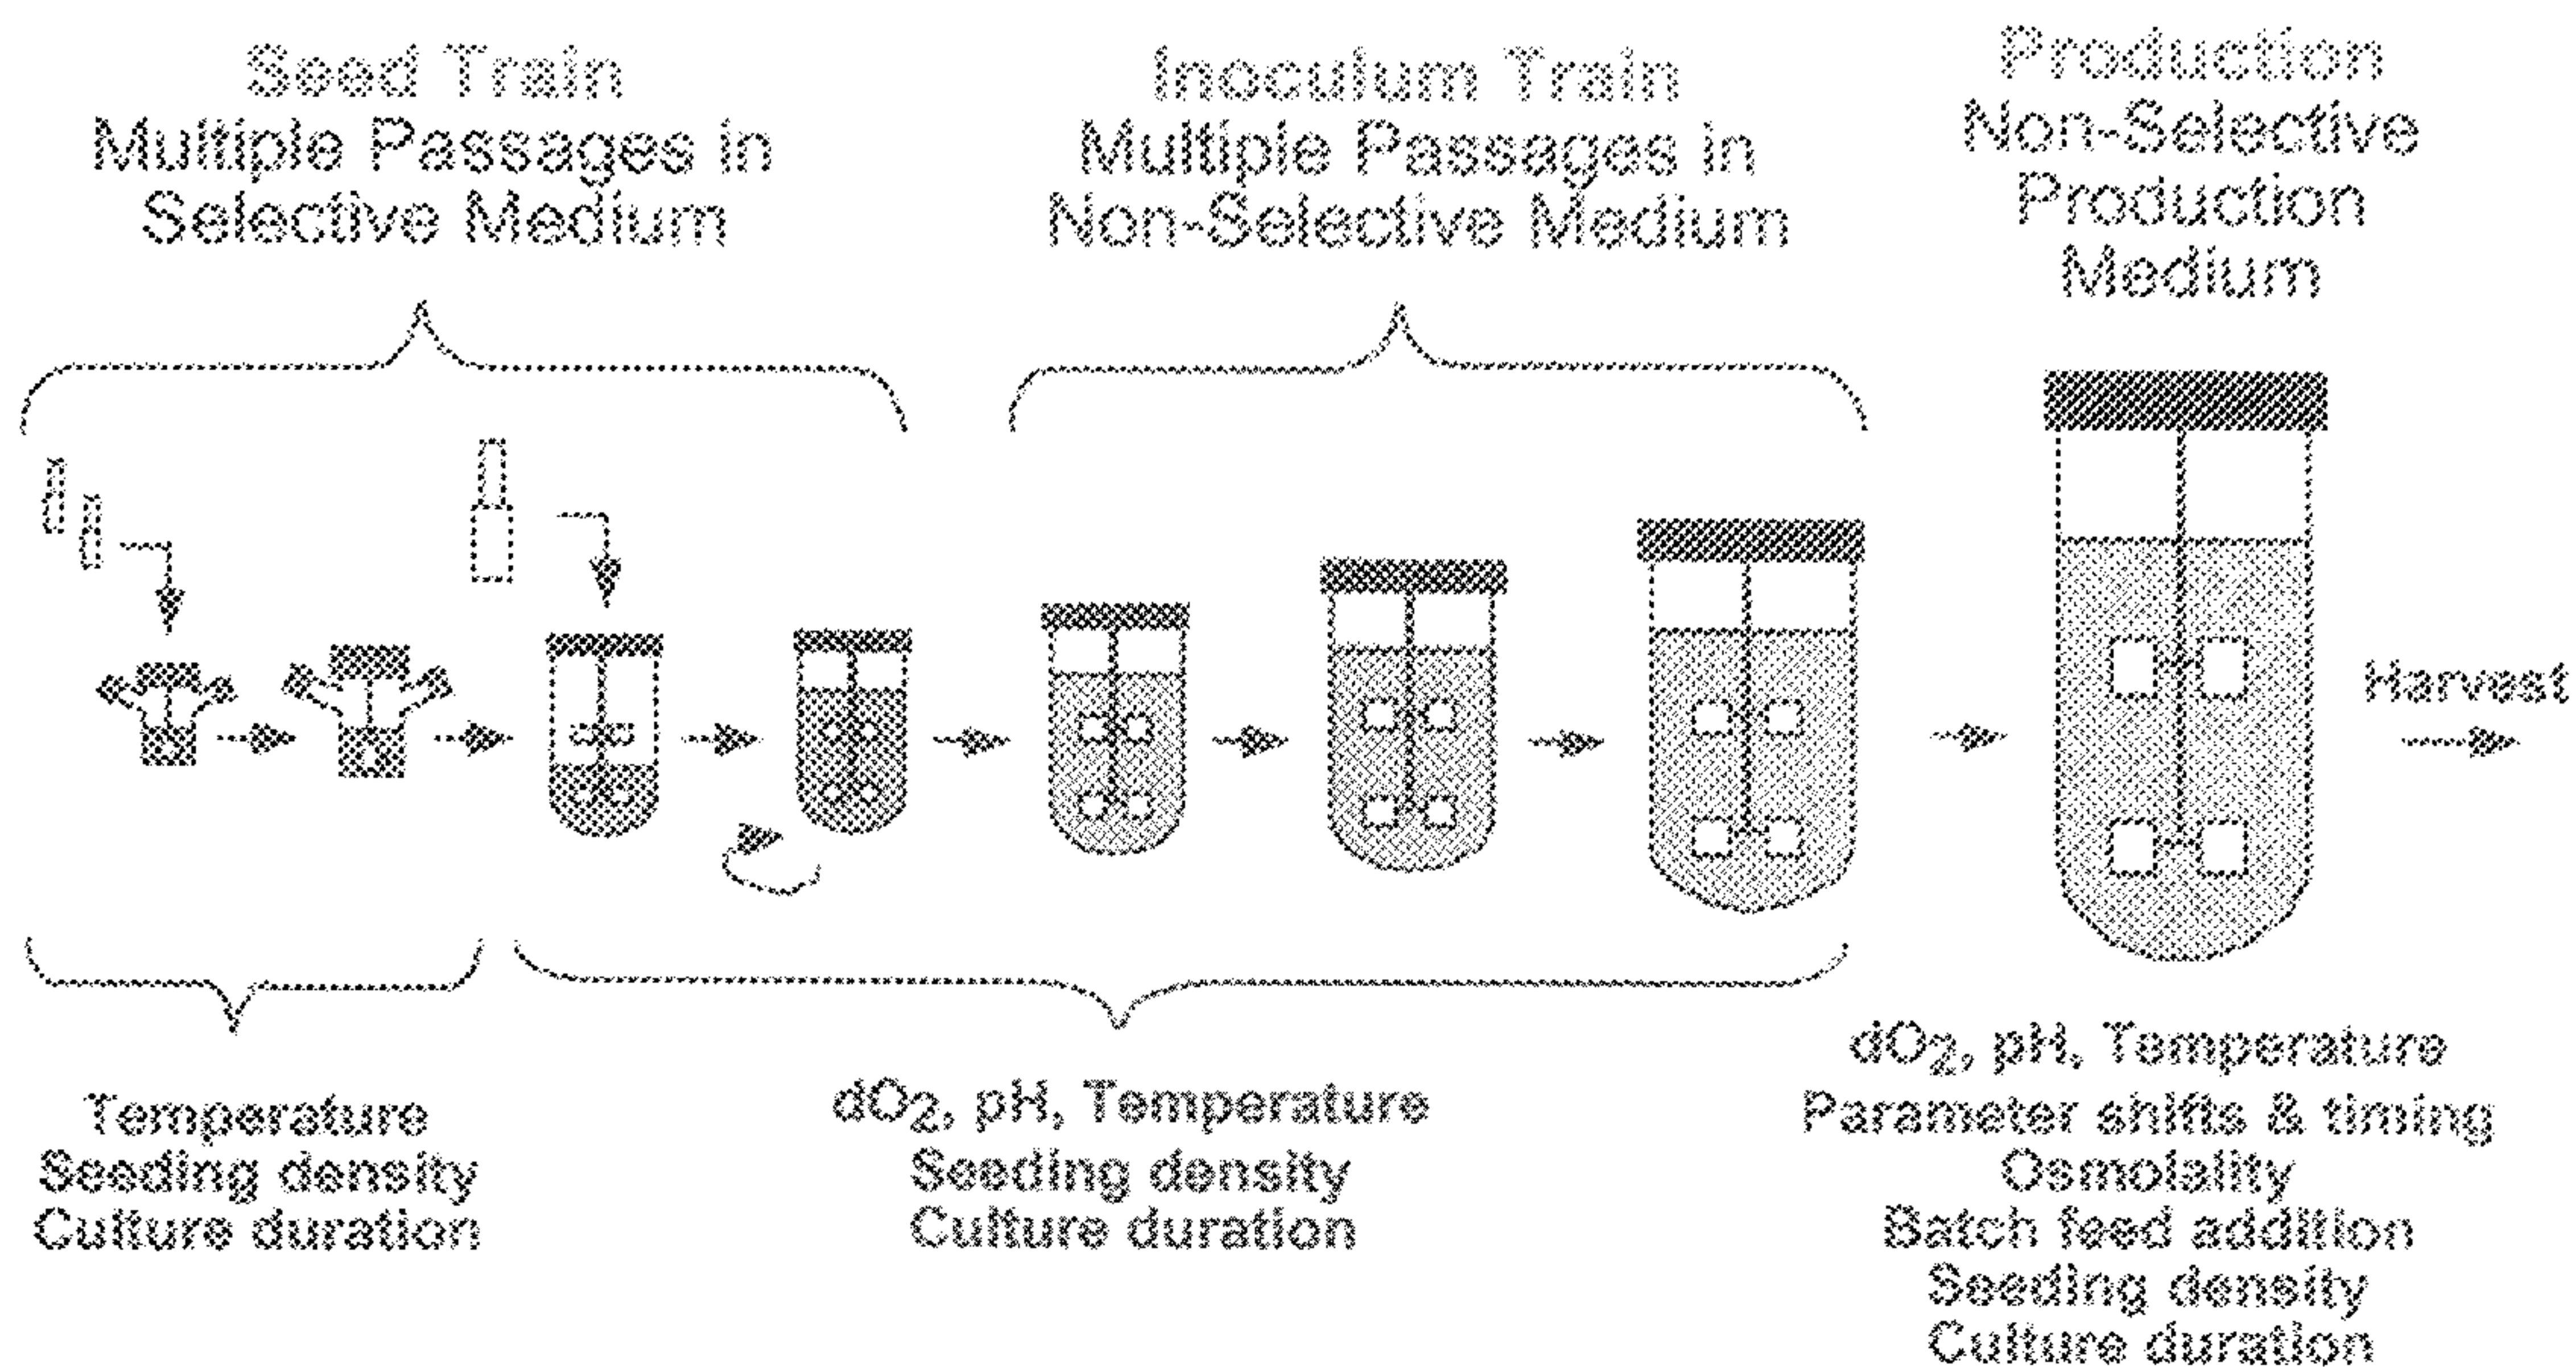 Seed Train
Multiple Passages in
Selective Medium
Inoculum Train
Multiple Passages in
Non-Selective Medium
Production
Non-Selective
Production
Medium
Harvest
Temperature
Seeding density
Culture duration
dO₂, pH, Temperature
Seeding density
Culture duration
dO₂, pH, Temperature
Parameter shifts & timing
Osmolality
Batch feed addition
Seeding density
Culture duration